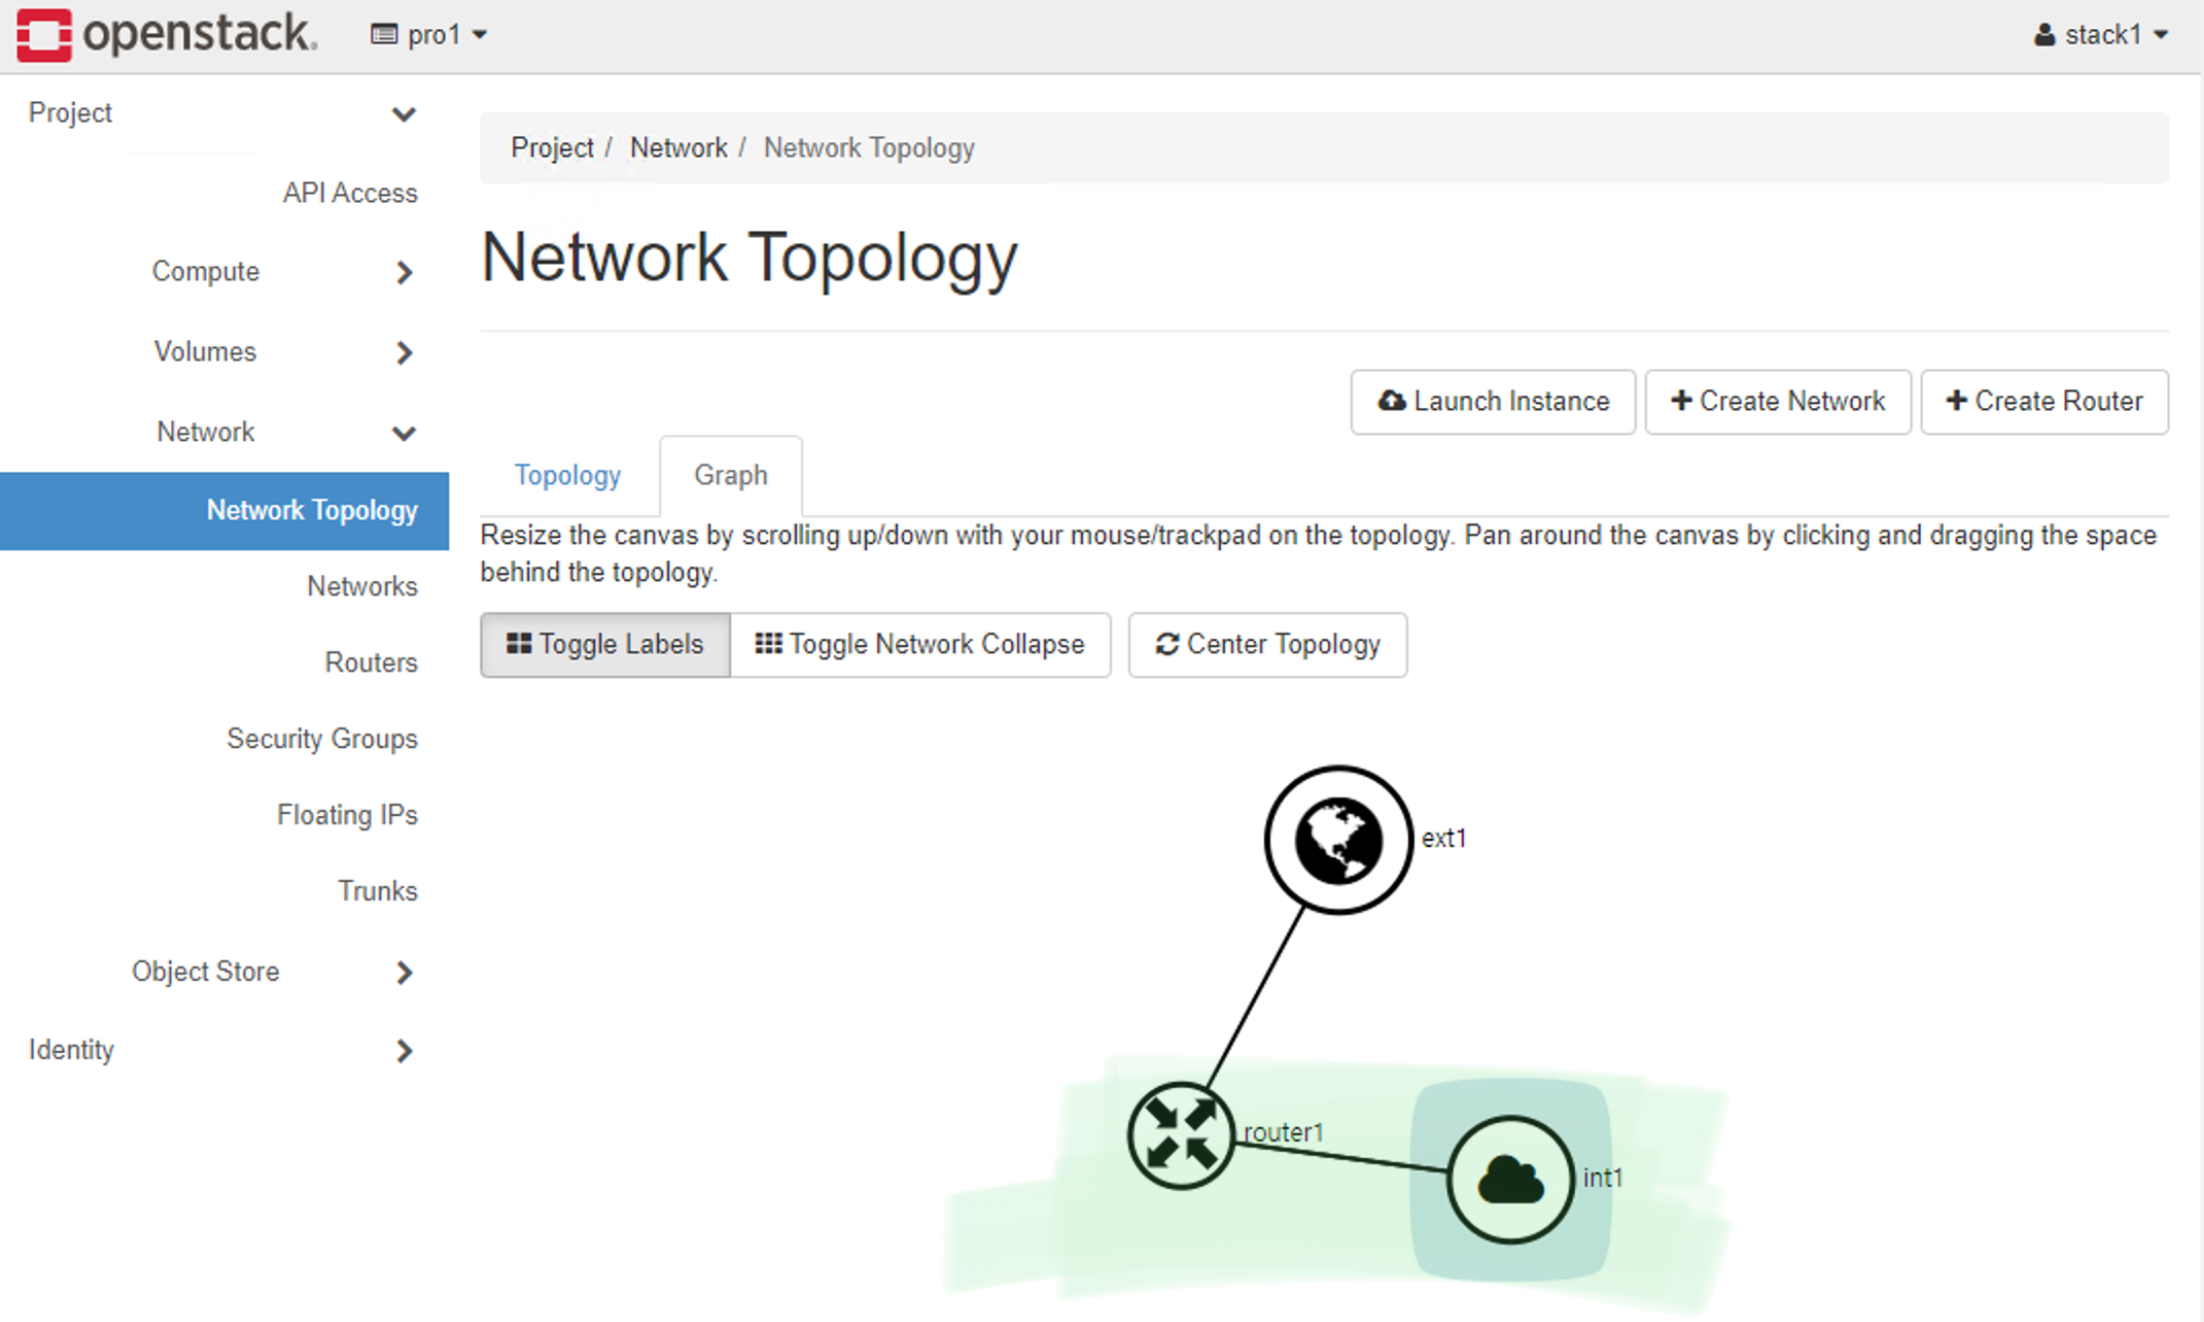 openstack. pro1 stack1
Project
API Access
Compute
Volumes
Network
Network Topology
Networks
Routers
Security Groups
Floating IPs
Trunks
Object Store
Identity
Project / Network / Network Topology
Network Topology
Launch Instance + Create Network + Create Router
Topology Graph
Resize the canvas by scrolling up/down with your mouse/trackpad on the topology. Pan around the canvas by clicking and dragging the space
behind the topology.
Toggle Labels Toggle Network Collapse Center Topology
ext1
router1
int1